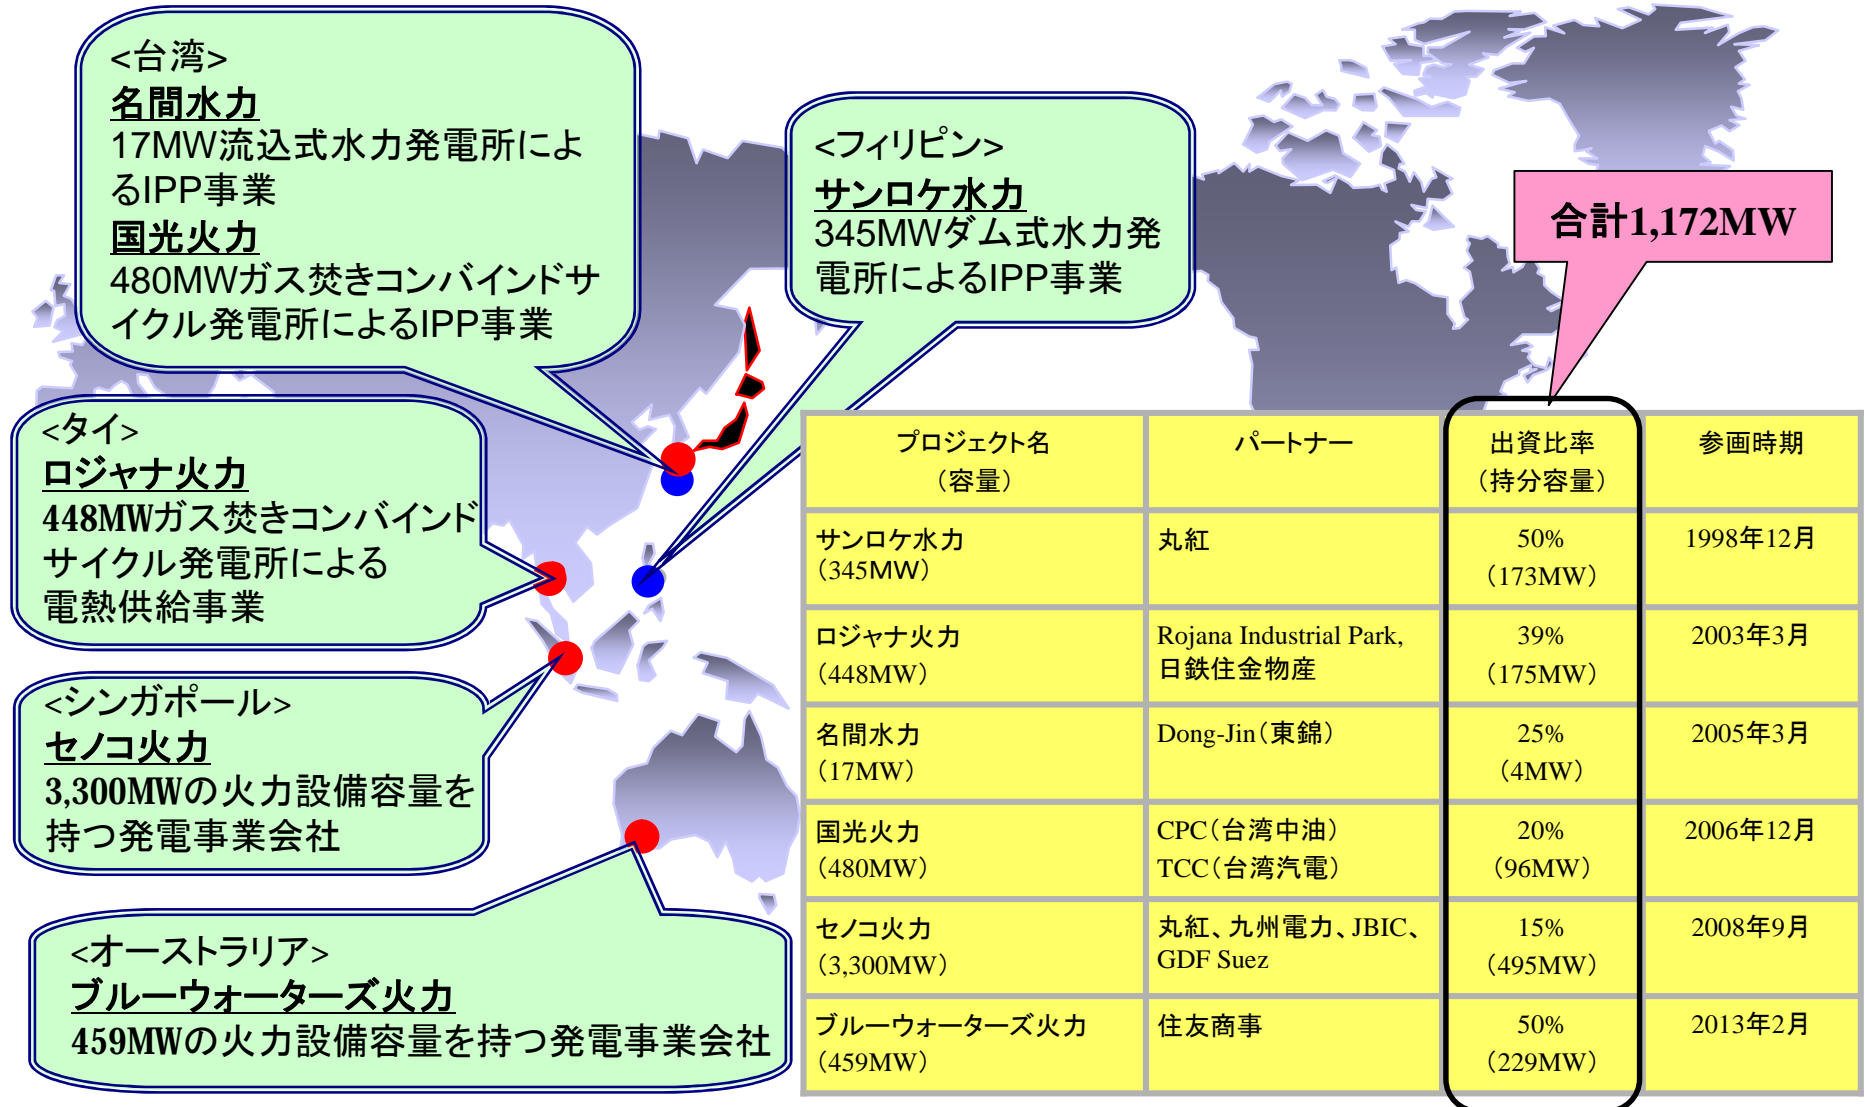 <台湾>
名間水力
17MW流込式水力発電所によ
るIPP事業
国光火力
480MWガス焚きコンバインドサ
イクル発電所によるIPP事業
<フィリピン>
サンロケ水力
345MWダム式水力発
電所によるIPP事業
合計1,172MW
<タイ>
ロジャナ火力
448MWガス焚きコンバインド
サイクル発電所による
電熱供給事業
<シンガポール>
セノコ火力
3,300MWの火力設備容量を
持つ発電事業会社
<オーストラリア>
ブルーウォーターズ火力
459MWの火力設備容量を持つ発電事業会社
プロジェクト名
（容量）
パートナー
出資比率
（持分容量）
参画時期
サンロケ水力
（345MW）
丸紅
50%
（173MW）
1998年12月
ロジャナ火力
（448MW）
Rojana Industrial Park,
日鉄住金物産
39%
（175MW）
2003年3月
名間水力
（17MW）
Dong-Jin（東錦）
25%
（4MW）
2005年3月
国光火力
（480MW）
CPC（台湾中油）
TCC（台湾汽電）
20%
（96MW）
2006年12月
セノコ火力
（3,300MW）
丸紅、九州電力、JBIC、
GDF Suez
15%
（495MW）
2008年9月
ブルーウォーターズ火力
（459MW）
住友商事
50%
（229MW）
2013年2月